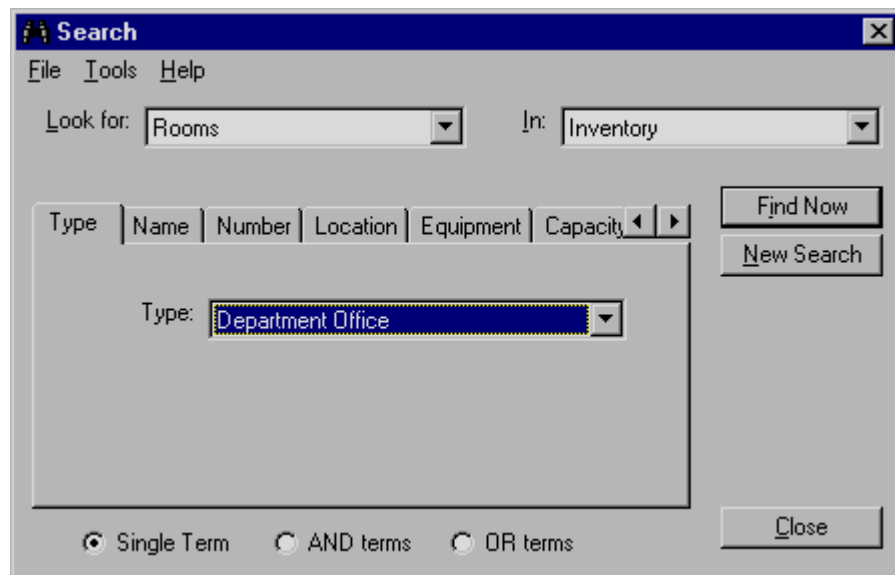 Search
File Tools Help
Look for: Rooms In: Inventory
Find Now
Type Name Number Location Equipment Capacity
New Search
Type: Department Office
Single Term AND terms OR terms
Close